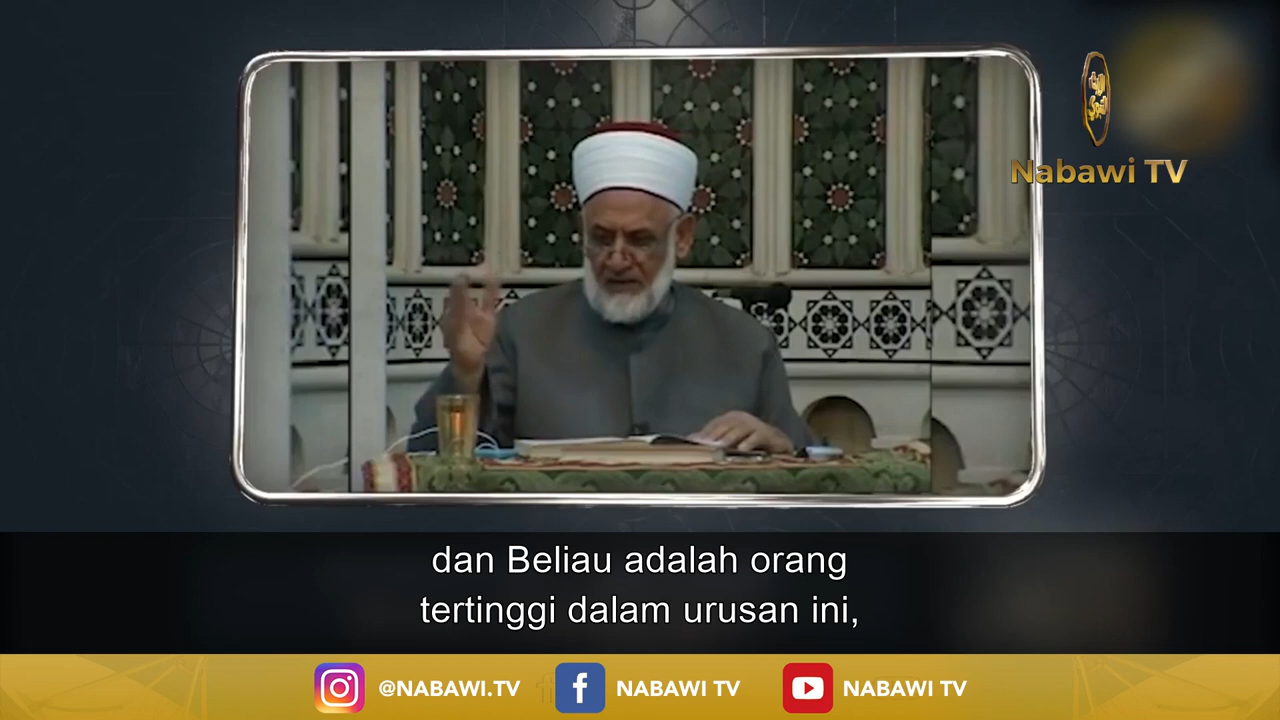 Nabawi TV
dan Beliau adalah orang
tertinggi dalam urusan ini,
@NABAWI.TV
NABAWI TV
NABAWI TV